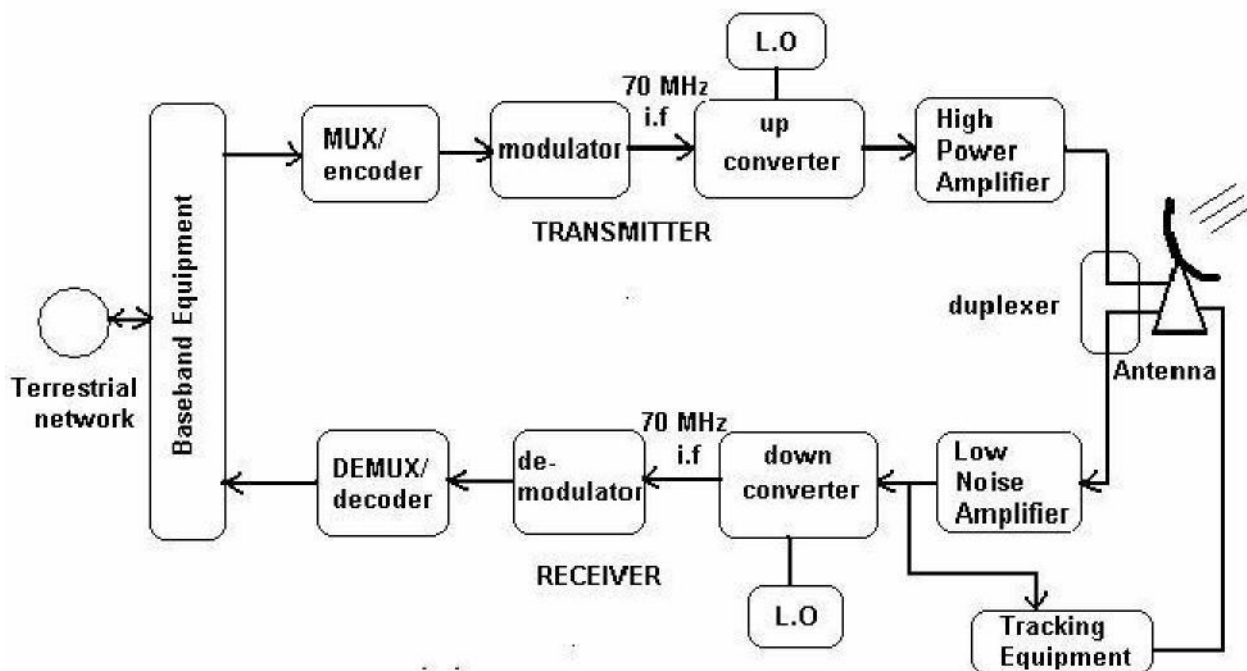 L.O
70 MHz
i.f
MUX/
encoder
modulator
up
converter
High
Power
Amplifier
TRANSMITTER
Baseband Equipment
duplexer
Antenna
Terrestrial
network
70 MHz
i.f
DEMUX/
decoder
de-
modulator
down
converter
Low
Noise
Amplifier
RECEIVER
L.O
Tracking
Equipment